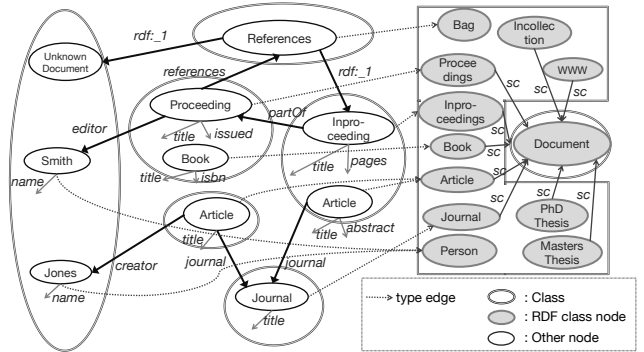 rdf:_1
References
Bag
Incollec
tion
Unknown
Document
rdf:_1
Procee
dings
WWW
references
sc
sc
Proceeding
partOf
Inpro-
ceedings
sc
editor
title
issued
Inpro-
ceeding
sc
Document
Book
Book
sc
Smith
title
isbn
title
pages
Article
sc
name
Article
sc
sc
sc
Article
title
abstract
Journal
PhD
Thesis
title
creator
journal
journal
Person
Masters
Thesis
Jones
name
Journal
title
type edge
: Class
: RDF class node
: Other node